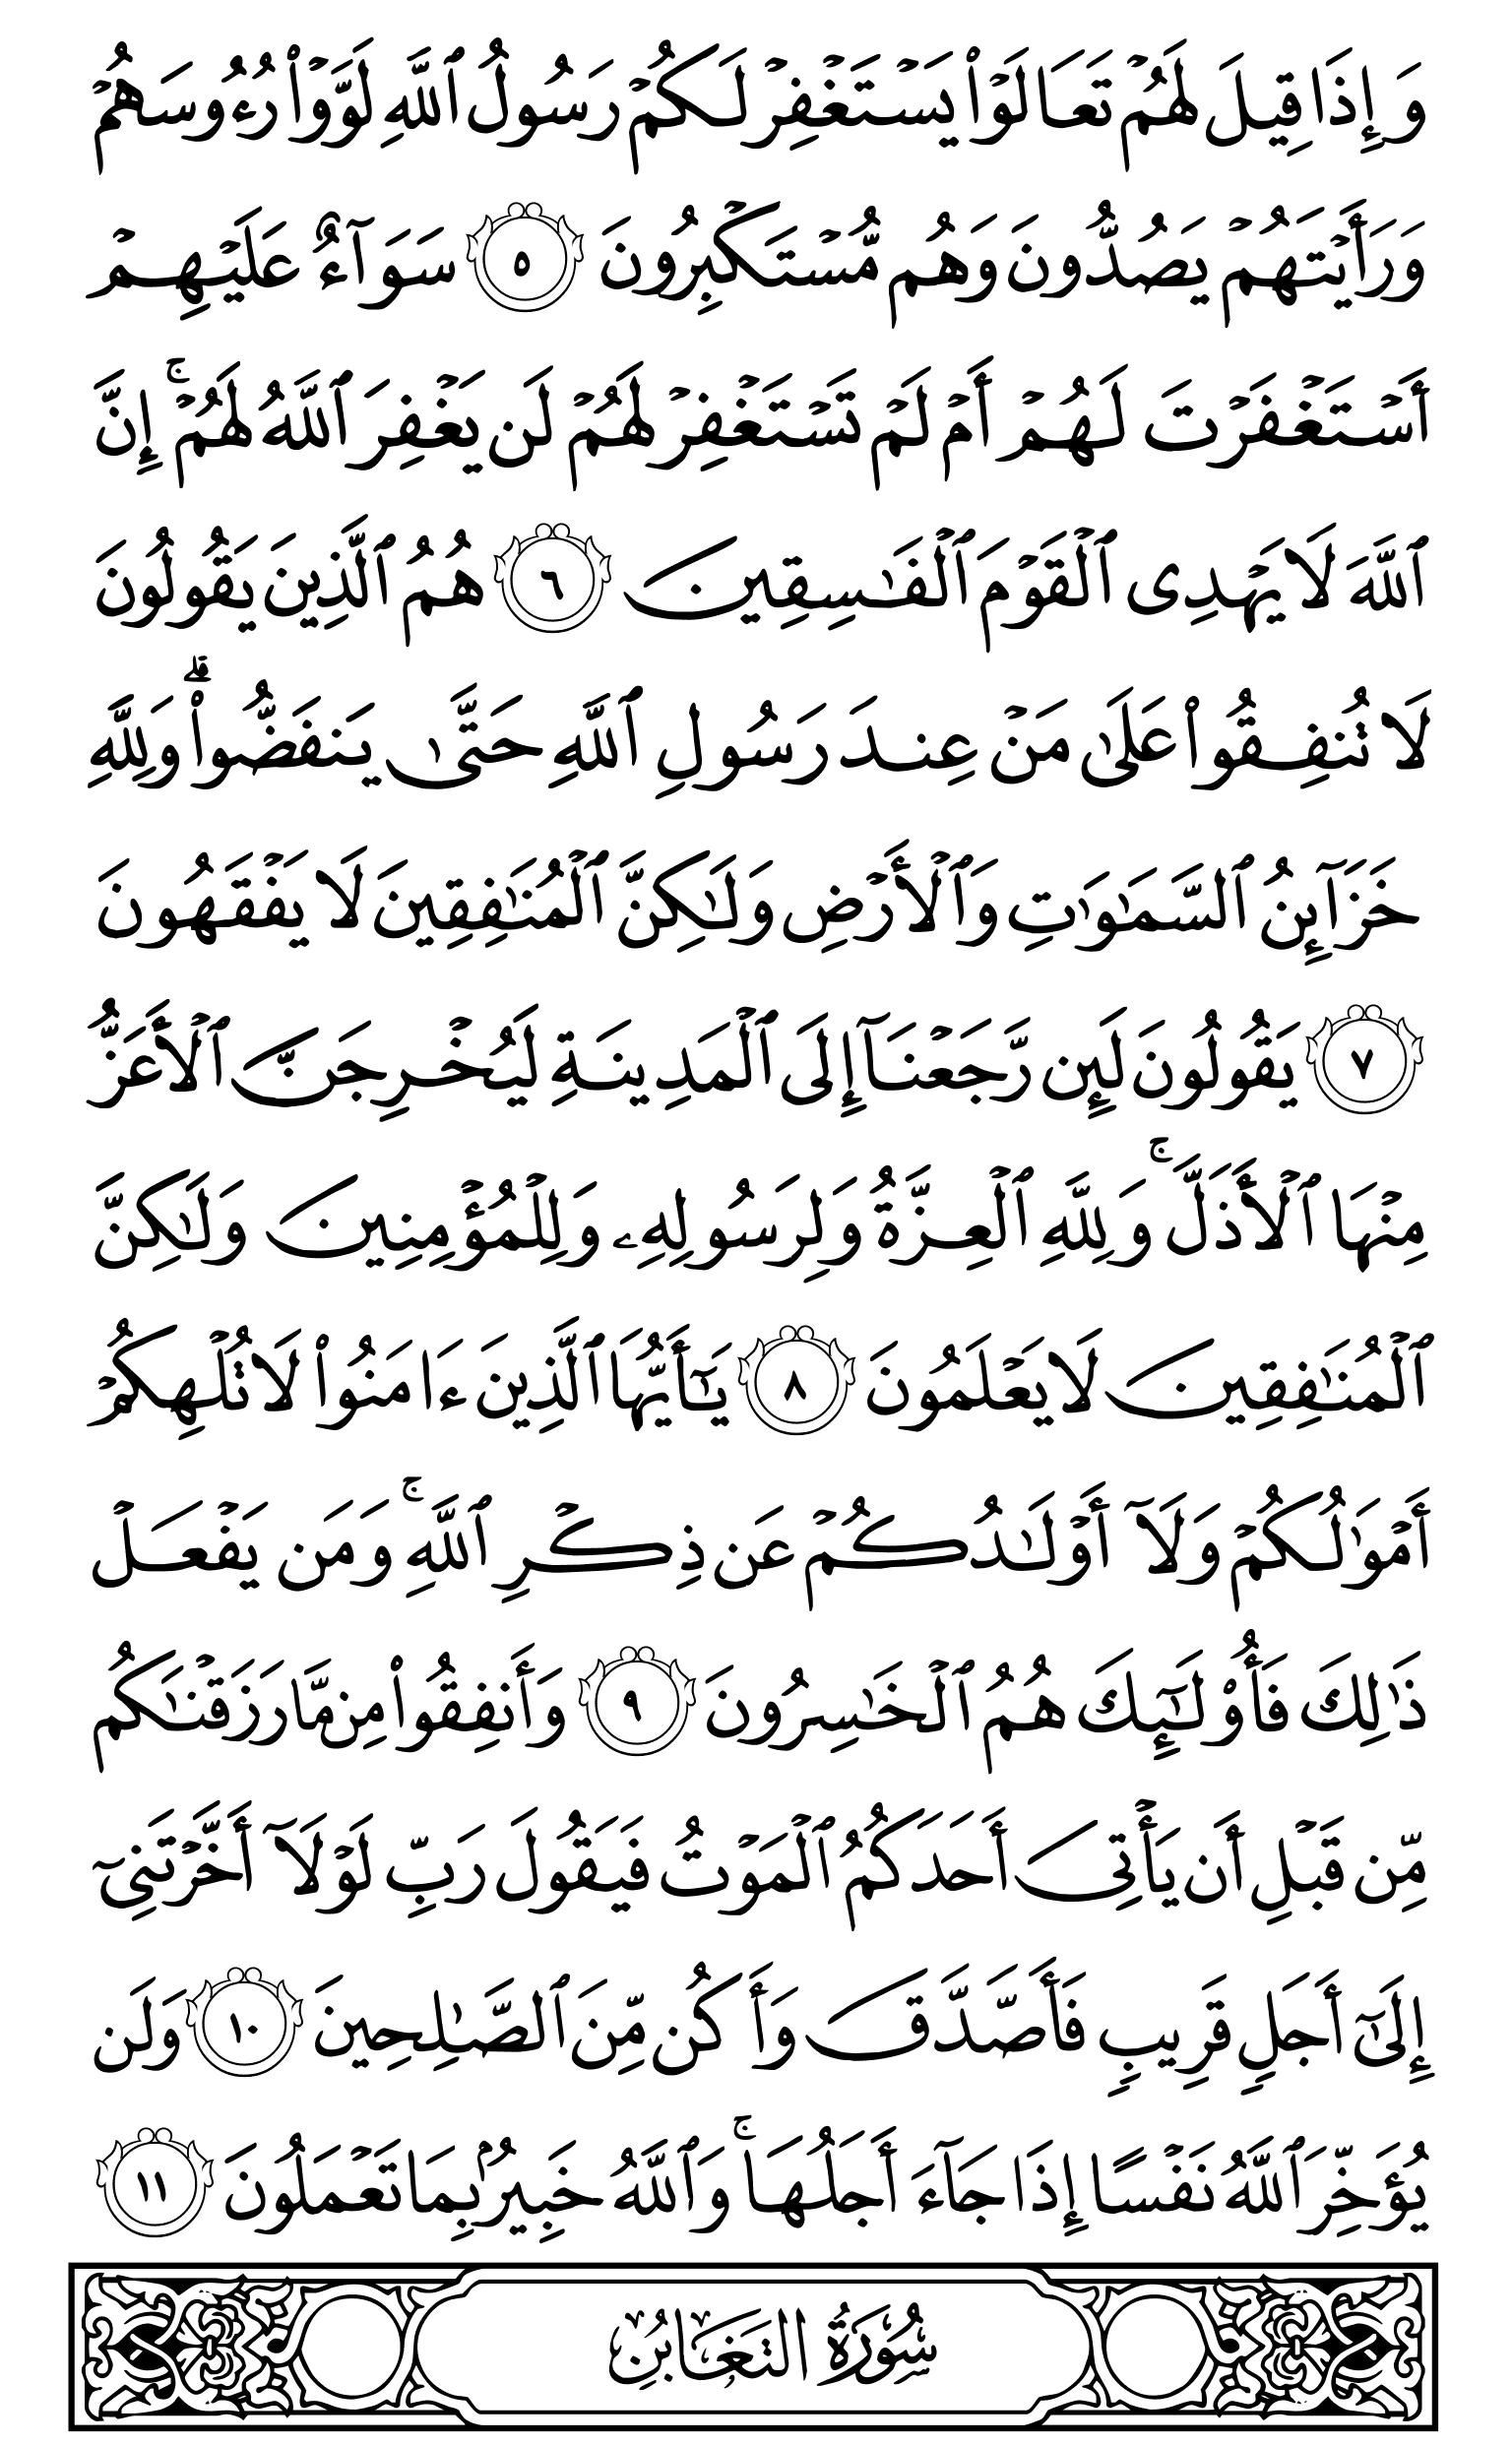 وَإِذَا قِيلَ لَهُمۡ تَعَالَوۡاْ يَسۡتَغۡفِرۡ لَكُمۡ رَسُولُ ٱللَّهِ لَوَّوۡاْ رُءُوسَهُمۡ
وَرَأَيۡتَهُمۡ يَصُدُّونَ وَهُم مُّسۡتَكۡبِرُونَ ٥ سَوَآءٌ عَلَيۡهِمۡ
أَسۡتَغۡفَرۡتَ لَهُمۡ أَمۡ لَمۡ تَسۡتَغۡفِرۡ لَهُمۡ لَن يَغۡفِرَ ٱللَّهُ لَهُمۡۚ إِنَّ
ٱللَّهَ لَا يَهۡدِى ٱلۡقَوۡمَ ٱلۡفَٰسِقِينَ ٦ هُمُ ٱلَّذِينَ يَقُولُونَ
لَا تُنفِقُواْ عَلَىٰ مَنۡ عِندَ رَسُولِ ٱللَّهِ حَتَّىٰ يَنفَضُّواْۗ وَلِلَّهِ
خَزَآئِنُ ٱلسَّمَٰوَٰتِ وَٱلۡأَرۡضِ وَلَٰكِنَّ ٱلۡمُنَٰفِقِينَ لَا يَفۡقَهُونَ
٧ يَقُولُونَ لَئِن رَّجَعۡنَآ إِلَى ٱلۡمَدِينَةِ لَيُخۡرِجَنَّ ٱلۡأَعَزُّ
مِنۡهَا ٱلۡأَذَلَّۚ وَلِلَّهِ ٱلۡعِزَّةُ وَلِرَسُولِهِۦ وَلِلۡمُؤۡمِنِينَ وَلَٰكِنَّ
ٱلۡمُنَٰفِقِينَ لَا يَعۡلَمُونَ ٨ يَٰٓأَيُّهَا ٱلَّذِينَ ءَامَنُواْ لَا تُلۡهِكُمۡ
أَمۡوَٰلُكُمۡ وَلَآ أَوۡلَٰدُكُمۡ عَن ذِكۡرِ ٱللَّهِۚ وَمَن يَفۡعَلۡ
ذَٰلِكَ فَأُوْلَٰٓئِكَ هُمُ ٱلۡخَٰسِرُونَ ٩ وَأَنفِقُواْ مِن مَّا رَزَقۡنَٰكُم
مِّن قَبۡلِ أَن يَأۡتِىَ أَحَدَكُمُ ٱلۡمَوۡتُ فَيَقُولَ رَبِّ لَوۡلَآ أَخَّرۡتَنِىٓ
إِلَىٰٓ أَجَلٍ قَرِيبٍ فَأَصَّدَّقَ وَأَكُن مِّنَ ٱلصَّٰلِحِينَ ١٠ وَلَن
يُؤَخِّرَ ٱللَّهُ نَفۡسًا إِذَا جَآءَ أَجَلُهَاۚ وَٱللَّهُ خَبِيرُۢ بِمَا تَعۡمَلُونَ ١١
سُورَةُ التَّغَابُنِ